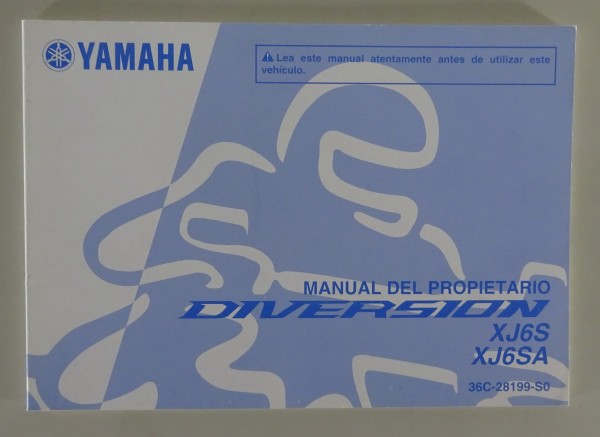 YAMAHA
⚠ Lea este manual atentamente antes de utilizar este
vehículo.
MANUAL DEL PROPIETARIO
DIVERSION
XJ6S
XJ6SA
36C-28199-S0